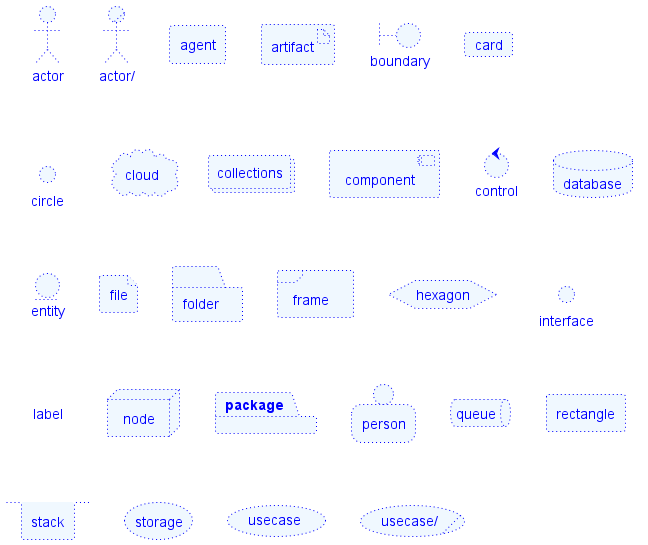 actor
actor/
agent
artifact
boundary
card
circle
cloud
collections
component
control
database
entity
file
folder
frame
hexagon
interface
label
node
package
person
queue
rectangle
stack
storage
usecase
usecase/